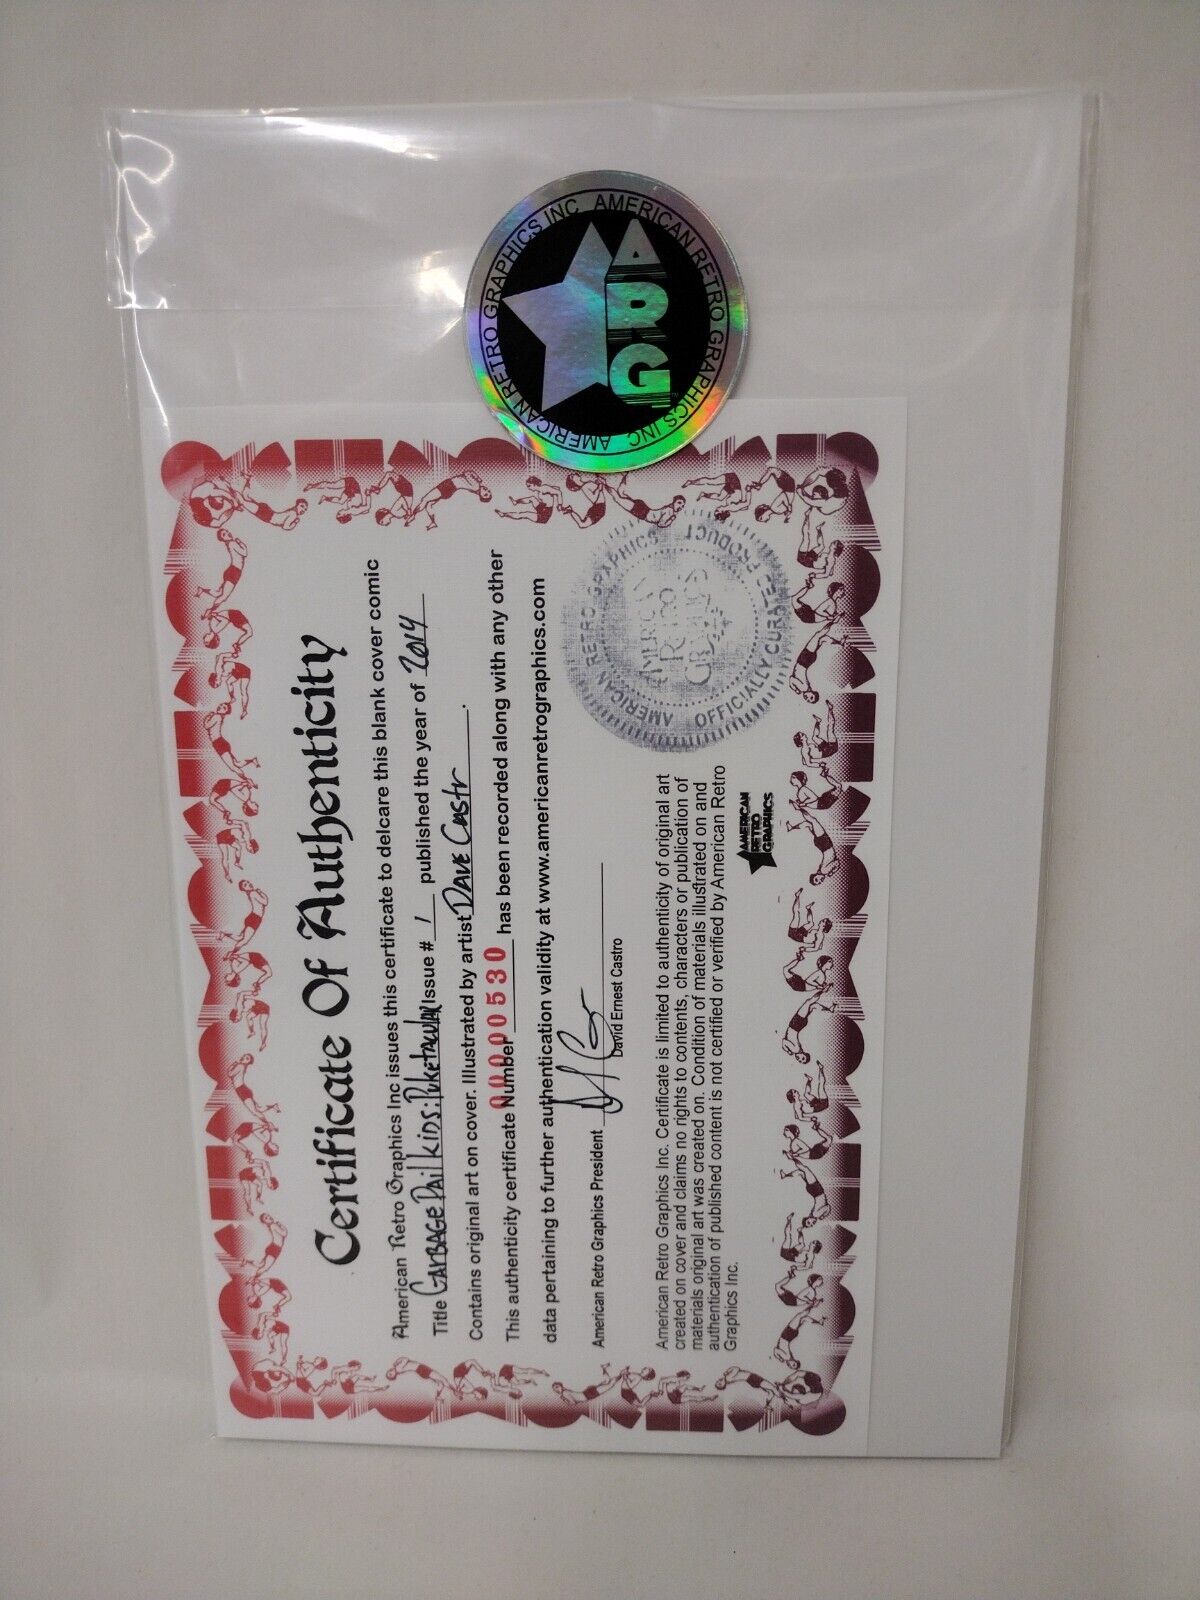 AMERICAN RETRO GRAPHICS INC AMERICAN RETRO GRAPHICS INC
ARG
Certificate Of Authenticity
American Retro Graphics Inc issues this certificate to delcare this blank cover comic
Title GARBAGE Pail Kids: Puketacular Issue # 1 published the year of 2014
Contains original art on cover. Illustrated by artist DAVE Castr.
This authenticity certificate Number 0000530 has been recorded along with any other
data pertaining to further authentication validity at www.americanretrographics.com
American Retro Graphics President
David Ernest Castro
AMERICAN RETRO GRAPHICS
OFFICIALLY CURATED PRODUCT
AMERICAN
RETRO
GRAPHICS
American Retro Graphics Inc. Certificate is limited to authenticity of original art
created on cover and claims no rights to contents, characters or publication of
materials original art was created on. Condition of materials illustrated on and
authentication of published content is not certified or verified by American Retro
Graphics Inc.
AMERICAN
RETRO
GRAPHICS